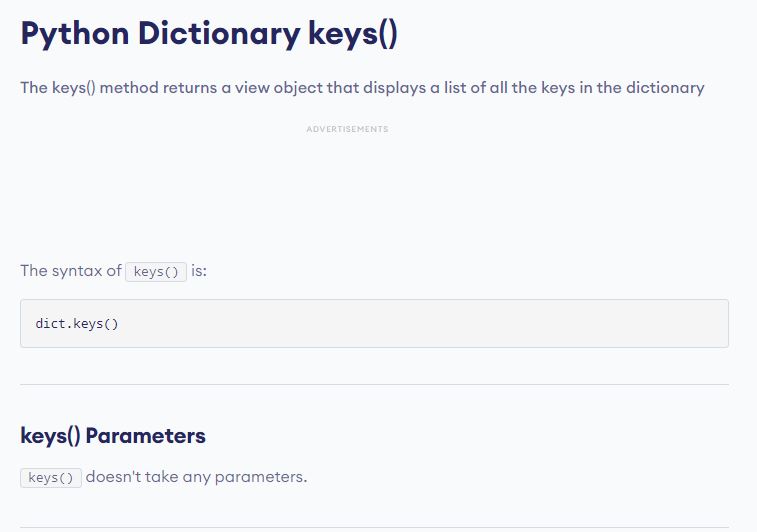 Python Dictionary keys()
The keys() method returns a view object that displays a list of all the keys in the dictionary
ADVERTISEMENTS
The syntax of keys() is:
dict.keys()
keys() Parameters
keys() doesn't take any parameters.